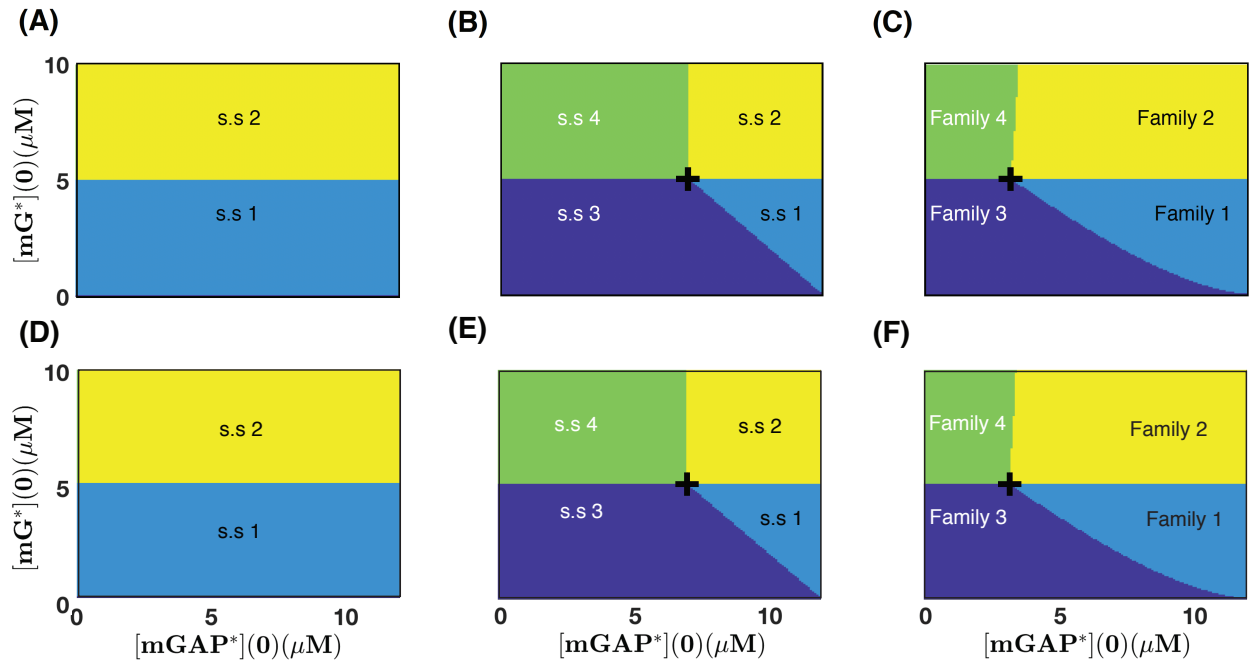 (A)
(B)
(C)
[mG*](0)(μM)
10
5
0
s.s 2
s.s 1
s.s 4
s.s 2
s.s 3
s.s 1
Family 4
Family 2
Family 3
Family 1
(D)
(E)
(F)
[mG*](0)(μM)
10
5
0
s.s 2
s.s 1
s.s 4
s.s 2
s.s 3
s.s 1
Family 4
Family 2
Family 3
Family 1
0 5 10
0 5 10
0 5 10
[mGAP*](0)(μM)
[mGAP*](0)(μM)
[mGAP*](0)(μM)